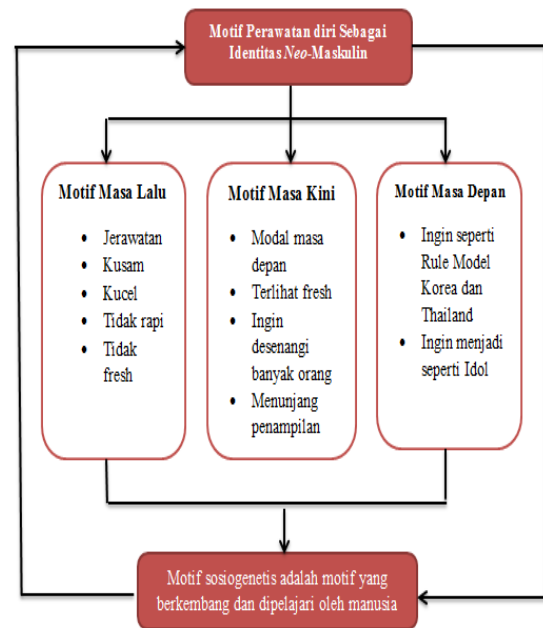 Motif Perawatan diri Sebagai
Identitas Neo-Maskulin
Motif Masa Lalu
• Jerawatan
• Kusam
• Kucel
• Tidak rapi
• Tidak
fresh
Motif Masa Kini
• Modal masa
depan
• Terlihat fresh
• Ingin
desenangi
banyak orang
• Menunjang
penampilan
Motif Masa Depan
• Ingin seperti
Rule Model
Korea dan
Thailand
• Ingin menjadi
seperti Idol
Motif sosiogenetis adalah motif yang
berkembang dan dipelajari oleh manusia